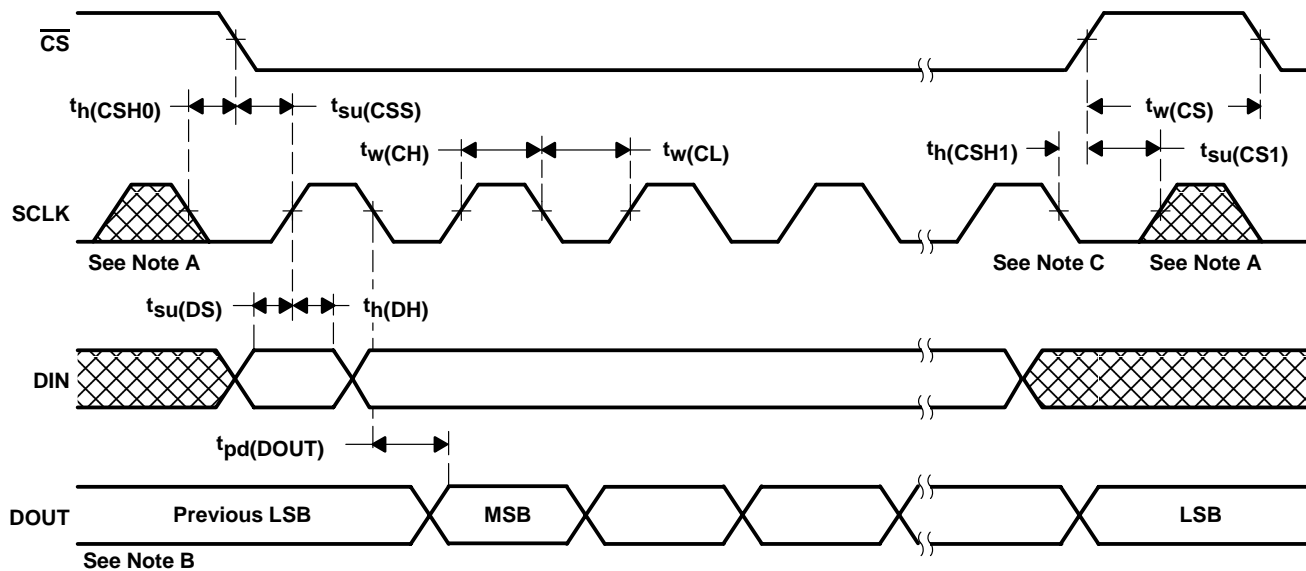 CS
th(CSH0)
tsu(CSS)
tw(CS)
tw(CH)
tw(CL)
th(CSH1)
tsu(CS1)
SCLK
See Note A
See Note C
See Note A
tsu(DS)
th(DH)
DIN
tpd(DOUT)
DOUT
Previous LSB
MSB
LSB
See Note B